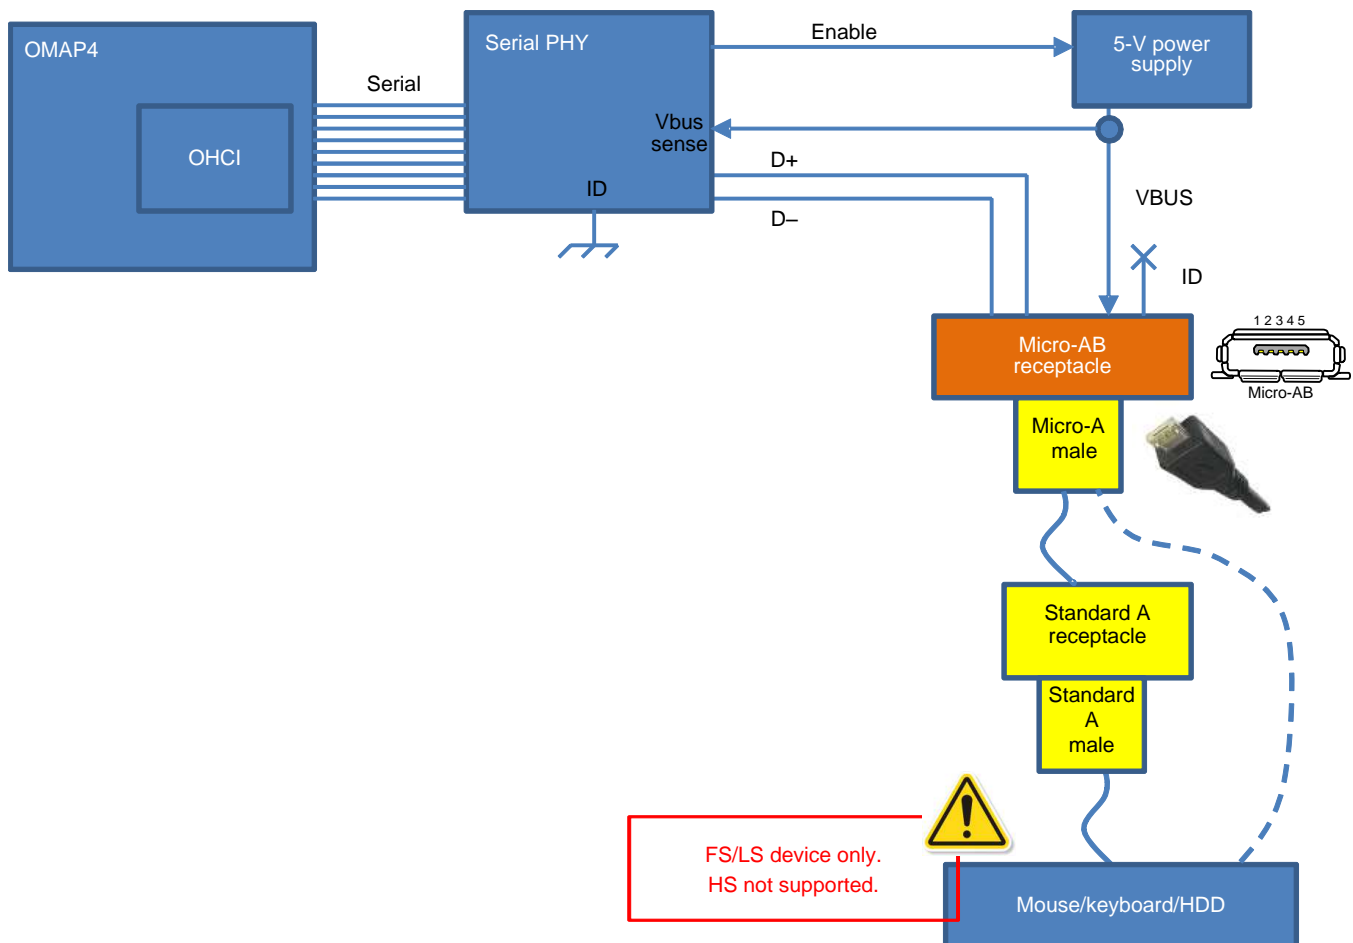 OMAP4
OHCI
Serial
Serial PHY
Vbus
sense
ID
Enable
5-V power
supply
D+
D–
VBUS
ID
Micro-AB
receptacle
1 2 3 4 5
Micro-AB
Micro-A
male
Standard A
receptacle
Standard
A
male
FS/LS device only.
HS not supported.
Mouse/keyboard/HDD